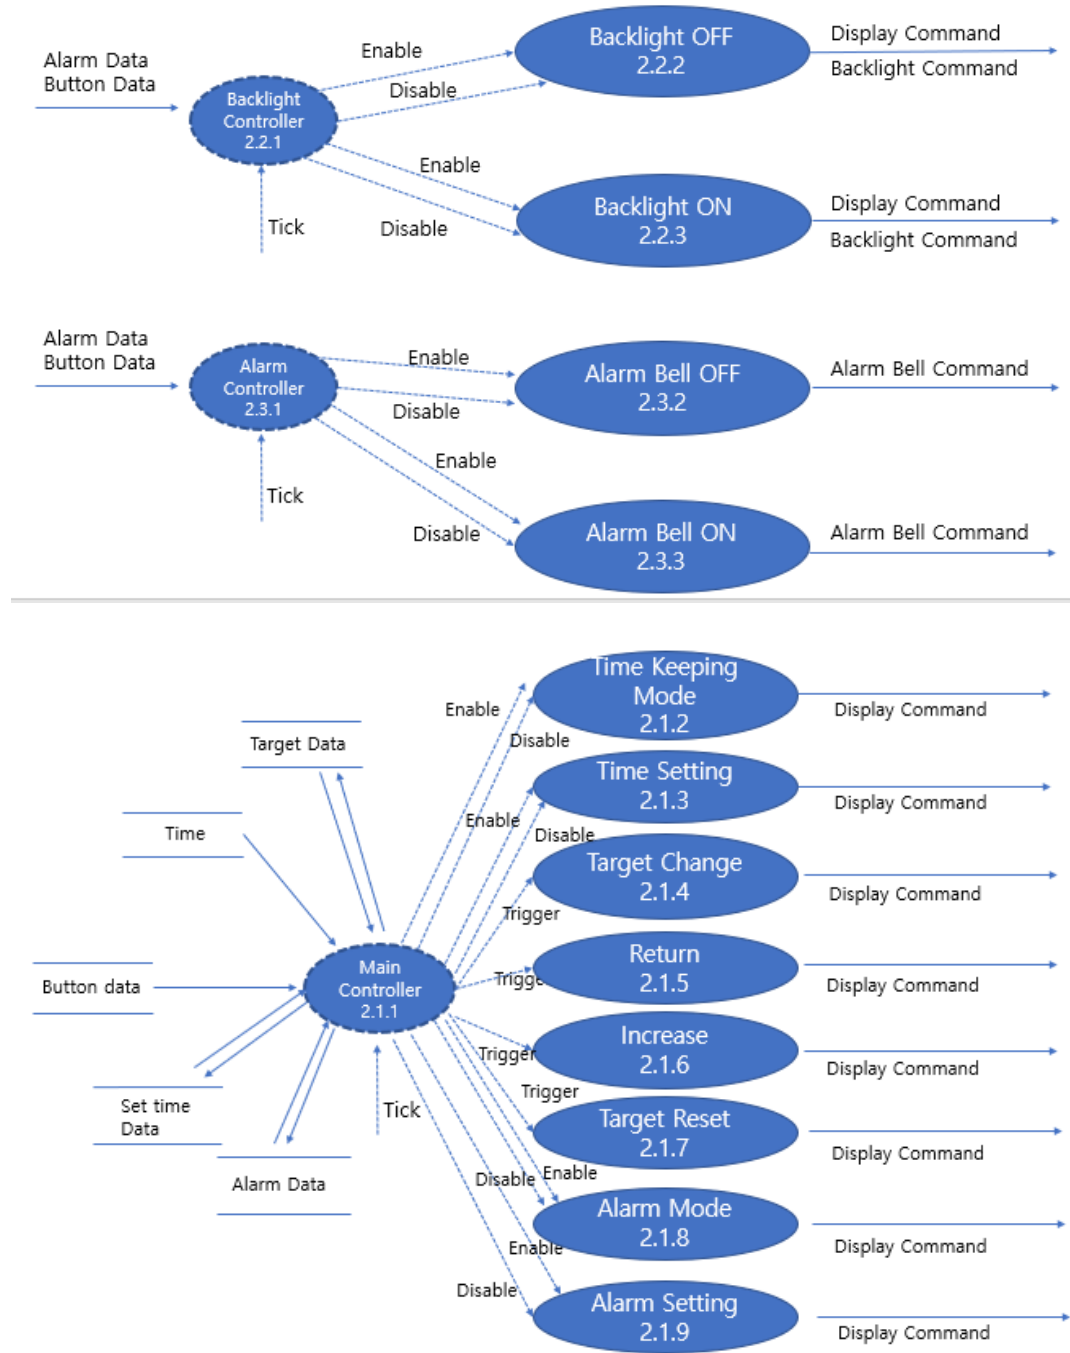 Alarm Data
Button Data
Backlight
Controller
2.2.1
Tick
Enable
Disable
Enable
Disable
Backlight OFF
2.2.2
Display Command
Backlight Command
Backlight ON
2.2.3
Display Command
Backlight Command
Alarm Data
Button Data
Alarm
Controller
2.3.1
Tick
Enable
Disable
Enable
Disable
Alarm Bell OFF
2.3.2
Alarm Bell Command
Alarm Bell ON
2.3.3
Alarm Bell Command
Target Data
Time
Button data
Set time
Data
Alarm Data
Main
Controller
2.1.1
Tick
Enable
Disable
Time Keeping
Mode
2.1.2
Display Command
Enable
Disable
Time Setting
2.1.3
Display Command
Trigger
Target Change
2.1.4
Display Command
Trigge
Return
2.1.5
Display Command
Trigger
Increase
2.1.6
Display Command
Trigger
Target Reset
2.1.7
Display Command
Disable
Enable
Alarm Mode
2.1.8
Display Command
Enable
Disable
Alarm Setting
2.1.9
Display Command